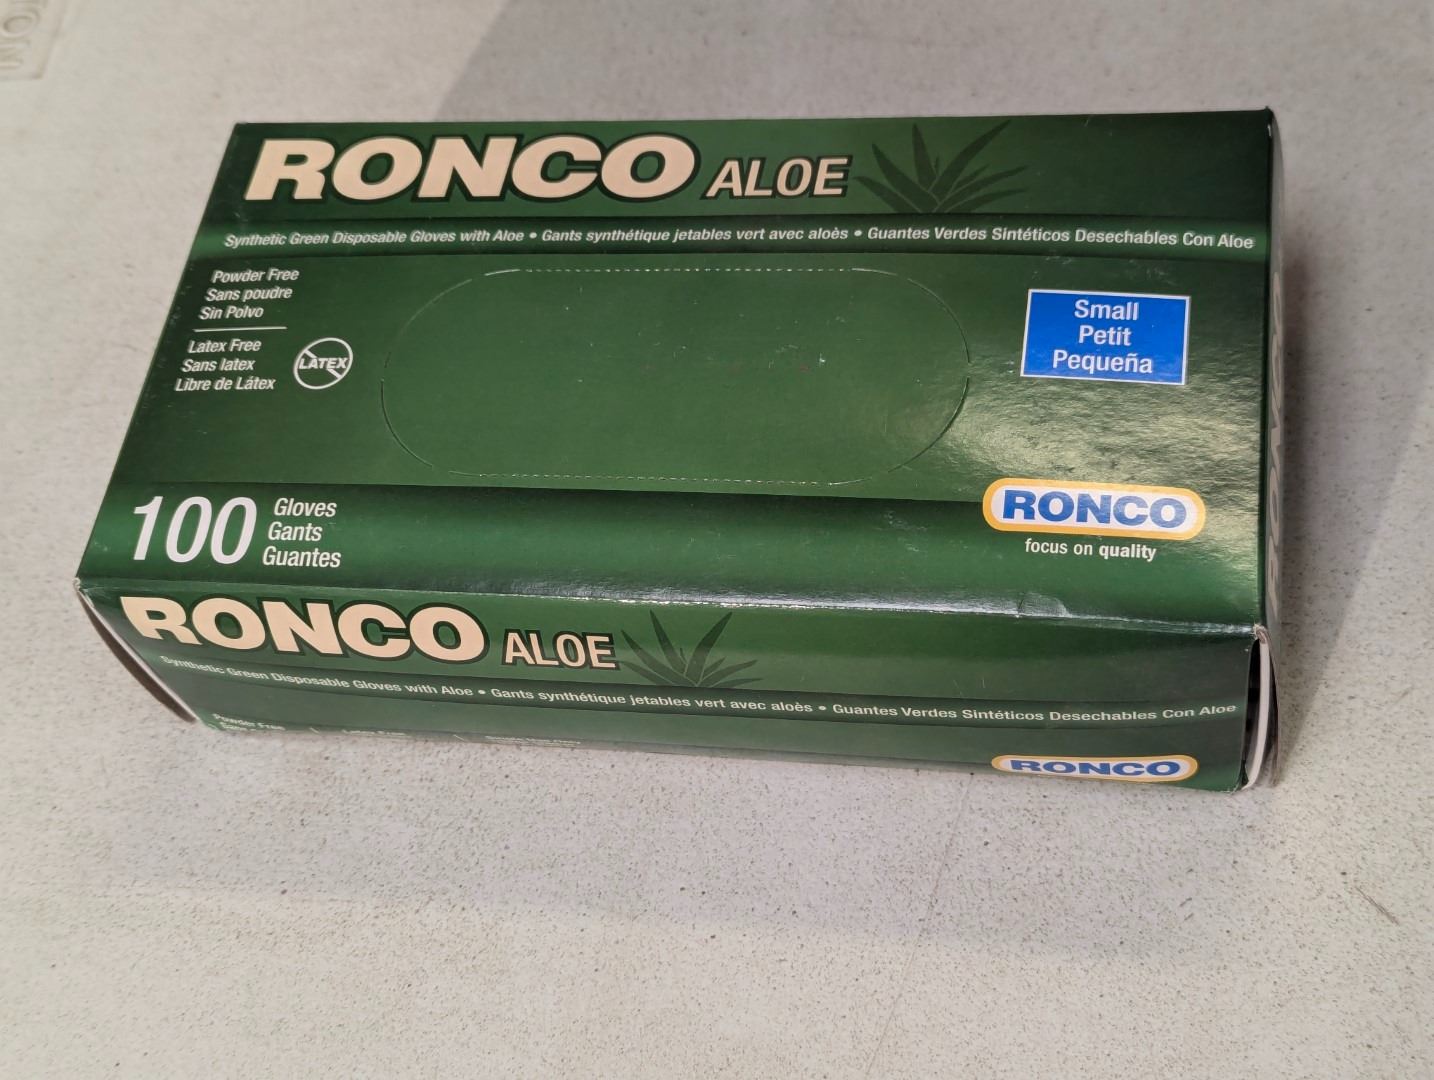 RONCO ALOE
Synthetic Green Disposable Gloves with Aloe • Gants synthétique jetables vert avec aloès • Guantes Verdes Sintéticos Desechables Con Aloe
Powder Free
Sans poudre
Sin Polvo
Latex Free
Sans latex
Libre de Látex
LATEX
Small
Petit
Pequeña
100
Gloves
Gants
Guantes
RONCO
focus on quality
RONCO ALOE
Synthetic Green Disposable Gloves with Aloe • Gants synthétique jetables vert avec aloès • Guantes Verdes Sintéticos Desechables Con Aloe
Powder Free
RONCO